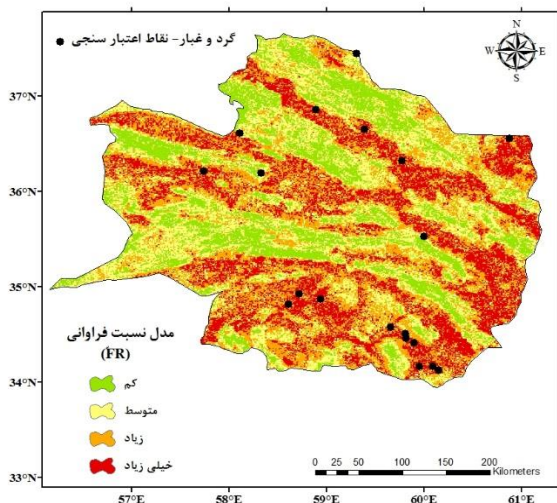 گرد و غبار- نقاط اعتبار سنجی
N
W E
S
37°N
36°N
35°N
34°N
33°N
مدل نسبت فراوانی
(FR)
کم
متوسط
زیاد
خیلی زیاد
0 25 50 100 150 200
Kilometers
57°E 58°E 59°E 60°E 61°E